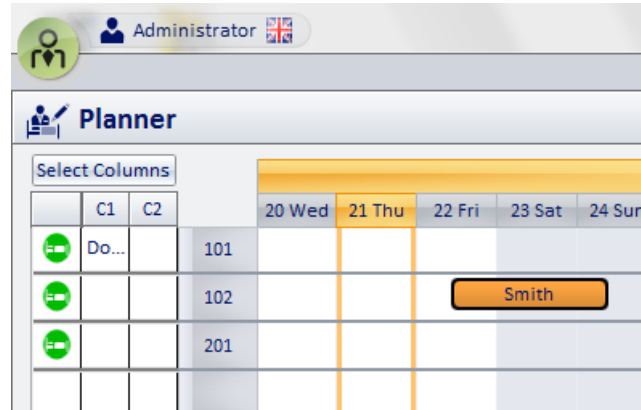 Administrator
Planner
Select Columns
C1 C2 20 Wed 21 Thu 22 Fri 23 Sat 24 Sun
Do... 101
102 Smith
201